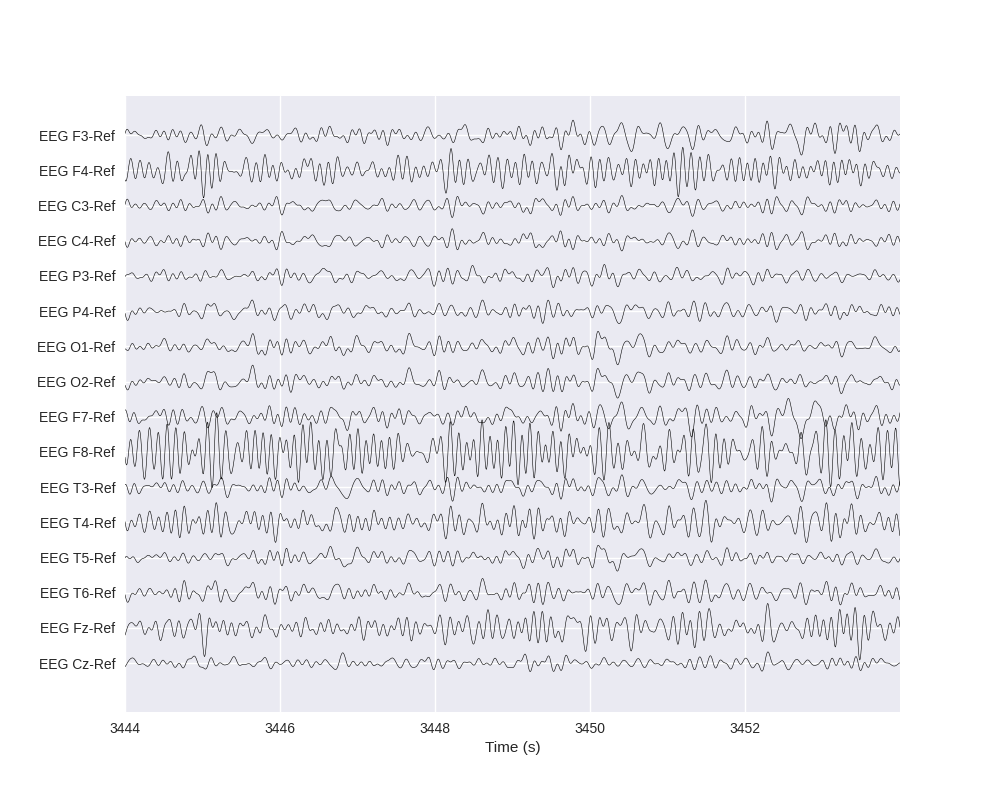 EEG F3-Ref
EEG F4-Ref
EEG C3-Ref
EEG C4-Ref
EEG P3-Ref
EEG P4-Ref
EEG O1-Ref
EEG O2-Ref
EEG F7-Ref
EEG F8-Ref
EEG T3-Ref
EEG T4-Ref
EEG T5-Ref
EEG T6-Ref
EEG Fz-Ref
EEG Cz-Ref
3444 3446 3448 3450 3452
Time (s)